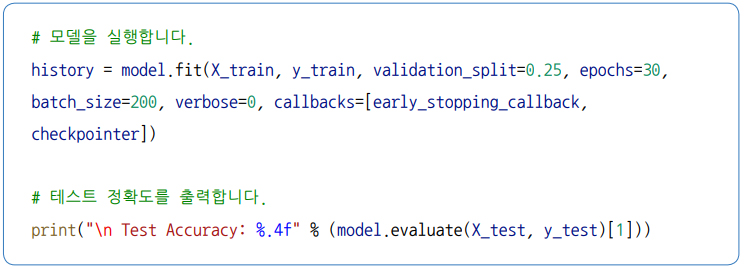 # 모델을 실행합니다.
history = model.fit(X_train, y_train, validation_split=0.25, epochs=30,
batch_size=200, verbose=0, callbacks=[early_stopping_callback,
checkpointer])
# 테스트 정확도를 출력합니다.
print("\n Test Accuracy: %.4f" % (model.evaluate(X_test, y_test)[1]))